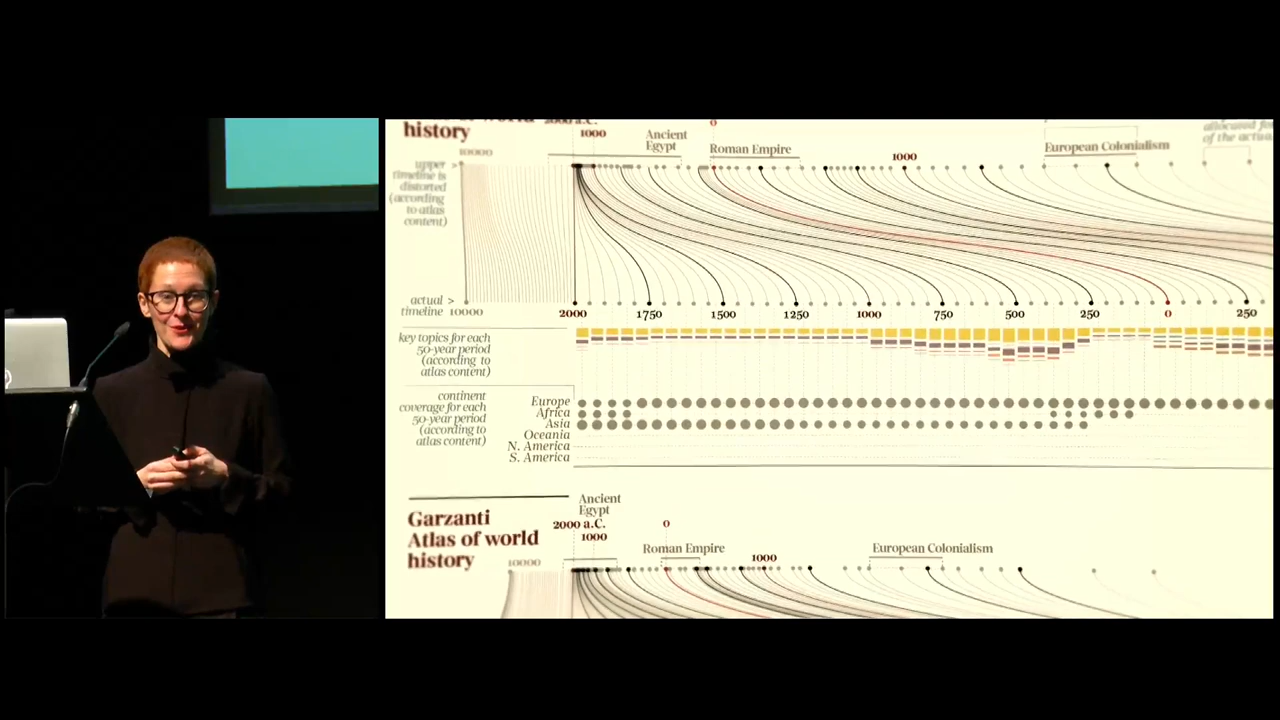 history
1000
Ancient
Egypt
0
Roman Empire
1000
European Colonialism
of the actua
10000
upper >
timeline is
distorted
(according
to atlas
content)
actual >
timeline 10000
2000 1750 1500 1250 1000 750 500 250 0 250
key topics for each
50-year period
(according to
atlas content)
continent
coverage for each
50-year period
(according to
atlas content)
Europe
Africa
Asia
Oceania
N. America
S. America
Garzanti
Atlas of world
history
Ancient
Egypt
2000 a.C.
1000
0
Roman Empire
1000
European Colonialism
10000